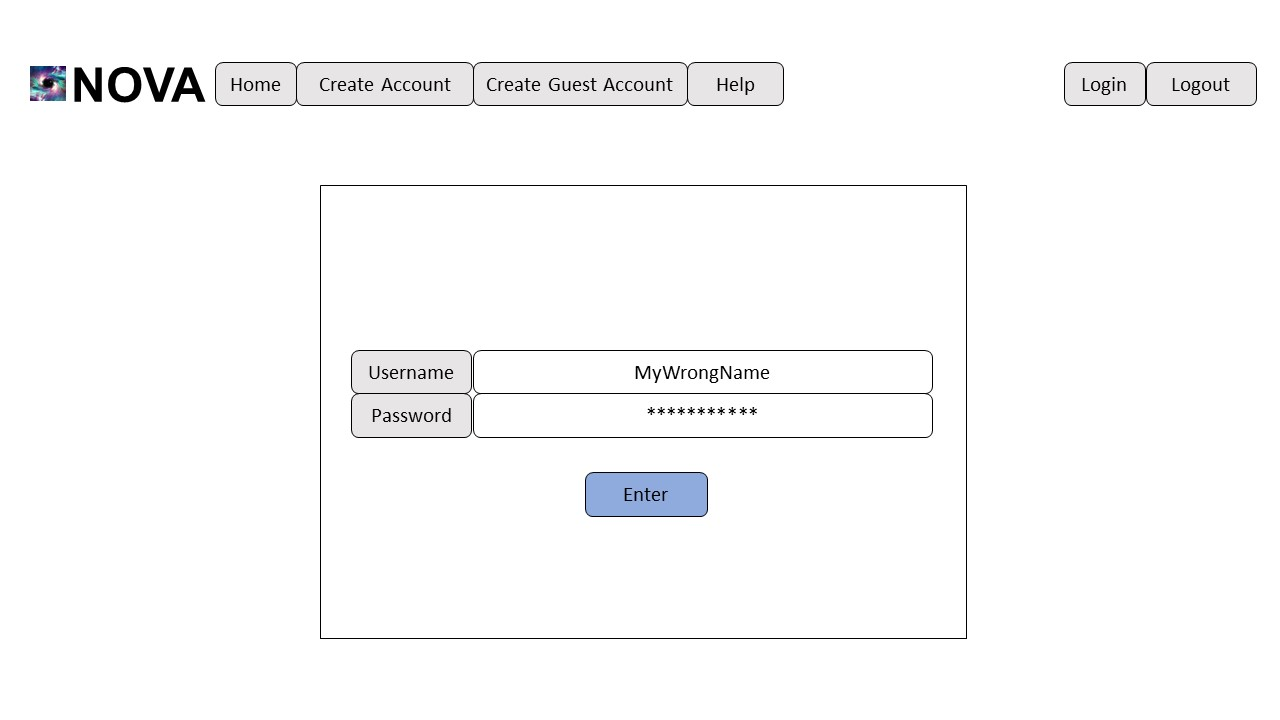 NOVA Home Create Account Create Guest Account Help Login Logout
Username MyWrongName
Password ***********
Enter